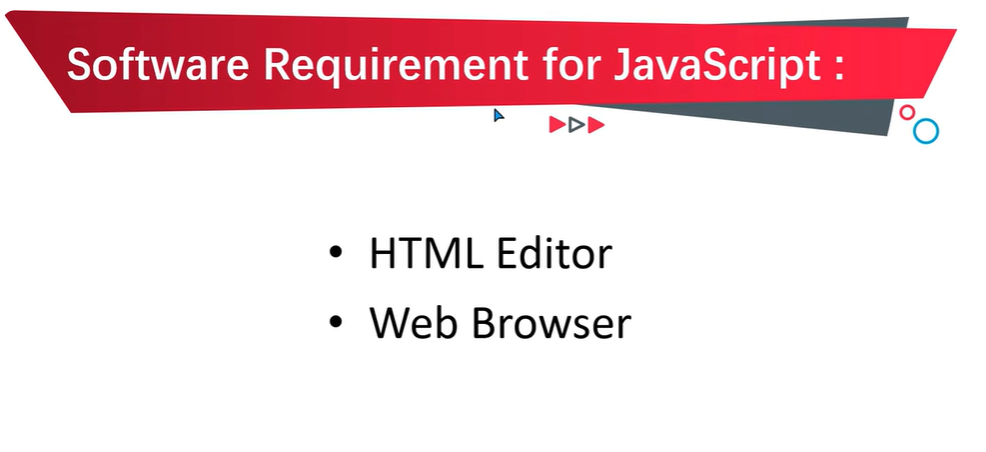 Software Requirement for JavaScript :
• HTML Editor
• Web Browser